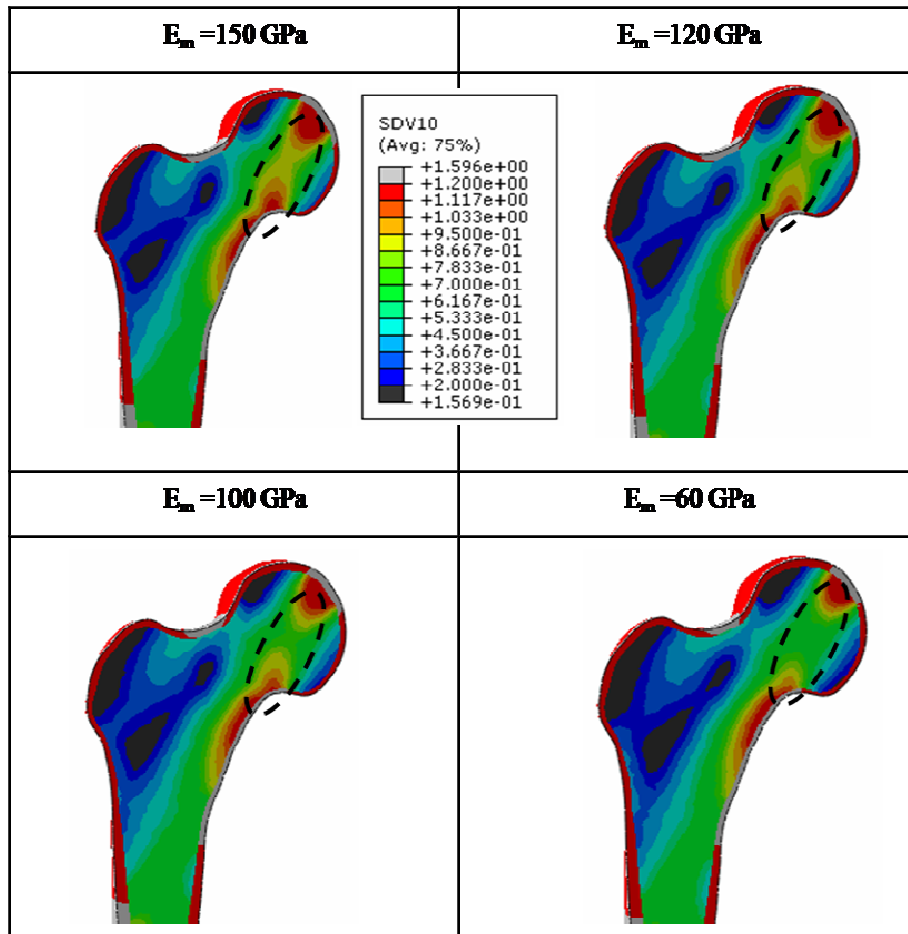 Em =150 GPa
Em =120 GPa
SDV10
(Avg: 75%)
+1.596e+00
+1.200e+00
+1.117e+00
+1.033e+00
+9.500e-01
+8.667e-01
+7.833e-01
+7.000e-01
+6.167e-01
+5.333e-01
+4.500e-01
+3.667e-01
+2.833e-01
+2.000e-01
+1.569e-01
Em =100 GPa
Em =60 GPa